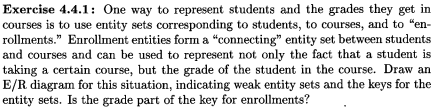 Exercise 4.4.1: One way to represent students and the grades they get in
courses is to use entity sets corresponding to students, to courses, and to "en-
rollments." Enrollment entities form a "connecting" entity set between students
and courses and can be used to represent not only the fact that a student is
taking a certain course, but the grade of the student in the course. Draw an
E/R diagram for this situation, indicating weak entity sets and the keys for the
entity sets. Is the grade part of the key for enrollments?